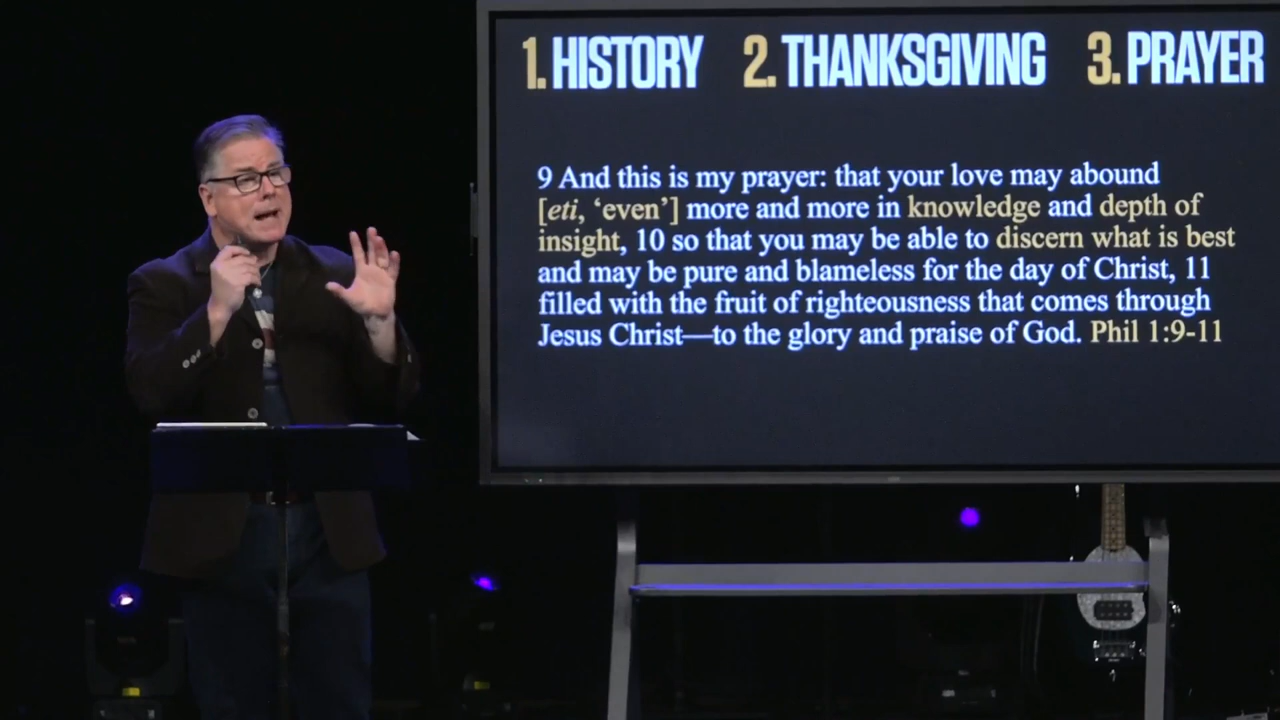 1. HISTORY 2. THANKSGIVING 3. PRAYER
9 And this is my prayer: that your love may abound
[eti, ‘even’] more and more in knowledge and depth of
insight, 10 so that you may be able to discern what is best
and may be pure and blameless for the day of Christ, 11
filled with the fruit of righteousness that comes through
Jesus Christ—to the glory and praise of God. Phil 1:9-11